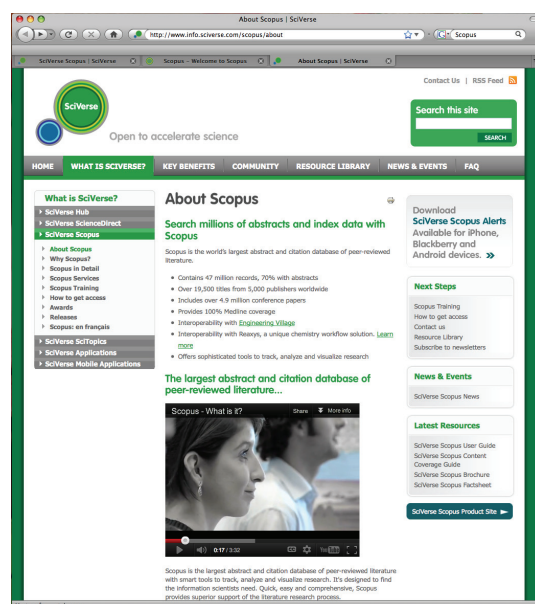 About Scopus | SciVerse
http://www.info.sciverse.com/scopus/about
Scopus
SciVerse Scopus | SciVerse
Scopus – Welcome to Scopus
About Scopus | SciVerse
Contact Us | RSS Feed
SciVerse
Open to accelerate science
Search this site
SEARCH
HOME
WHAT IS SCIVERSE?
KEY BENEFITS
COMMUNITY
RESOURCE LIBRARY
NEWS & EVENTS
FAQ
What is SciVerse?
SciVerse Hub
SciVerse ScienceDirect
SciVerse Scopus
About Scopus
Why Scopus?
Scopus in Detail
Scopus Services
Scopus Training
How to get access
Awards
Releases
Scopus: en français
SciVerse SciTopics
SciVerse Applications
SciVerse Mobile Applications
About Scopus
Search millions of abstracts and index data with
Scopus
Scopus is the world's largest abstract and citation database of peer-reviewed
literature.
Contains 47 million records, 70% with abstracts
Over 19,500 titles from 5,000 publishers worldwide
Includes over 4.9 million conference papers
Provides 100% Medline coverage
Interoperability with Engineering Village
Interoperability with Reaxys, a unique chemistry workflow solution. Learn
more
Offers sophisticated tools to track, analyze and visualize research
The largest abstract and citation database of
peer-reviewed literature...
Scopus - What is it?
Share
More info
0:17 / 3:32
CC
YouTube
Scopus is the largest abstract and citation database of peer-reviewed literature
with smart tools to track, analyze and visualize research. It's designed to find
the information scientists need. Quick, easy and comprehensive, Scopus
provides superior support of the literature research process.
Download
SciVerse Scopus Alerts
Available for iPhone,
Blackberry and
Android devices. »
Next Steps
Scopus Training
How to get access
Contact us
Resource Library
Subscribe to newsletters
News & Events
SciVerse Scopus News
Latest Resources
SciVerse Scopus User Guide
SciVerse Scopus Content
Coverage Guide
SciVerse Scopus Brochure
SciVerse Scopus Factsheet
SciVerse Scopus Product Site